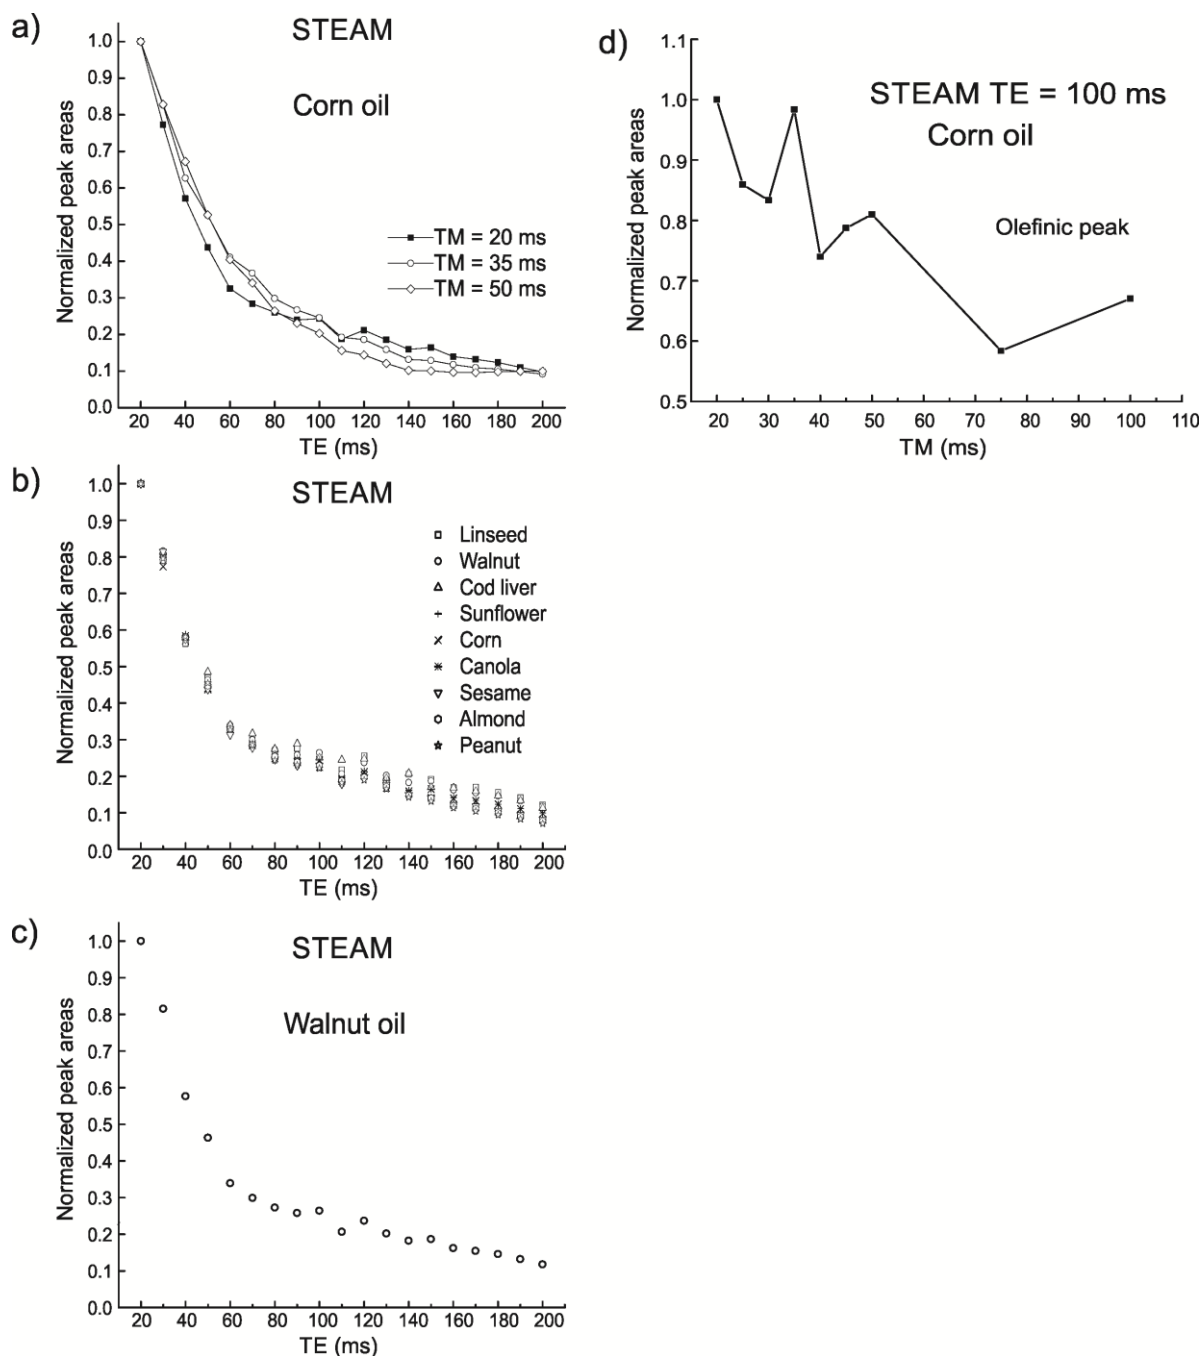 a)
STEAM
Corn oil
Normalized peak areas
1.0
0.9
0.8
0.7
0.6
0.5
0.4
0.3
0.2
0.1
0.0
TM = 20 ms
TM = 35 ms
TM = 50 ms
20 40 60 80 100 120 140 160 180 200
TE (ms)
d)
STEAM TE = 100 ms
Corn oil
Olefinic peak
Normalized peak areas
1.1
1.0
0.9
0.8
0.7
0.6
0.5
20 30 40 50 60 70 80 90 100 110
TM (ms)
b)
STEAM
Normalized peak areas
1.0
0.9
0.8
0.7
0.6
0.5
0.4
0.3
0.2
0.1
0.0
Linseed
Walnut
Cod liver
Sunflower
Corn
Canola
Sesame
Almond
Peanut
20 40 60 80 100 120 140 160 180 200
TE (ms)
c)
STEAM
Walnut oil
Normalized peak areas
1.0
0.9
0.8
0.7
0.6
0.5
0.4
0.3
0.2
0.1
0.0
20 40 60 80 100 120 140 160 180 200
TE (ms)